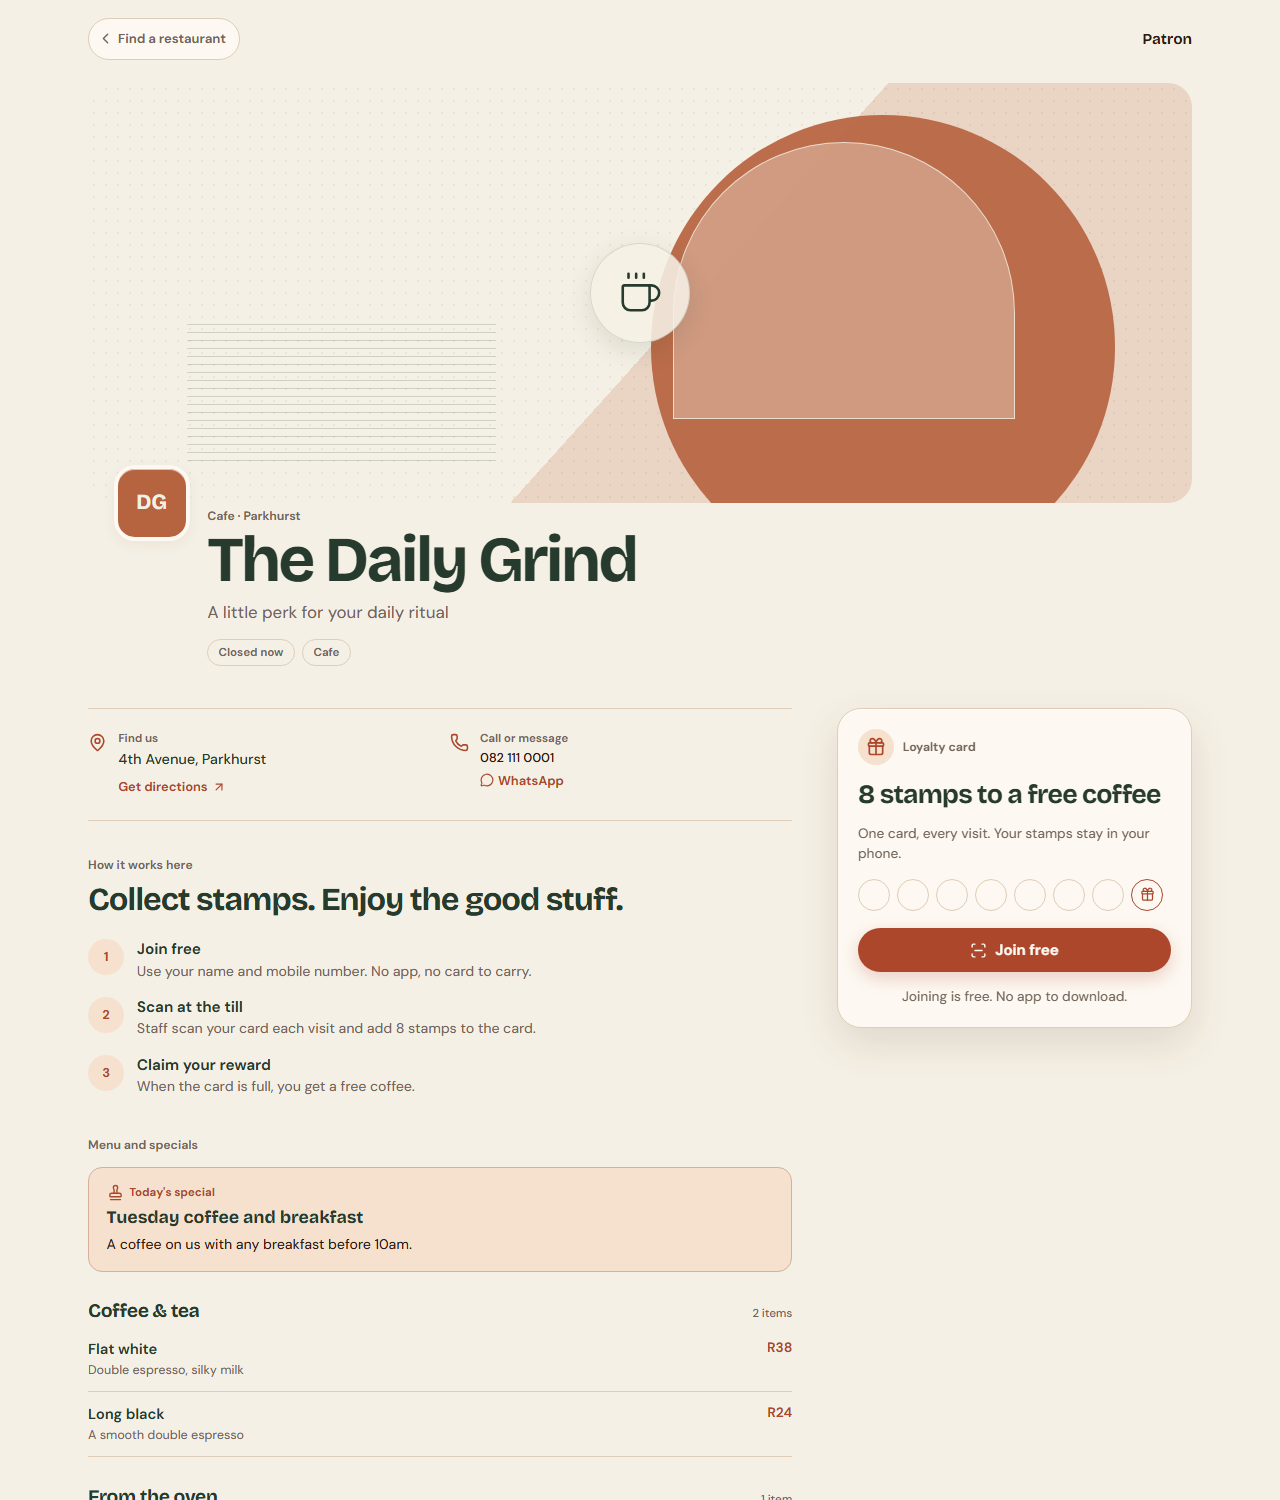 Find a restaurant
Patron
DG
Cafe · Parkhurst
The Daily Grind
A little perk for your daily ritual
Closed now
Cafe
Find us
4th Avenue, Parkhurst
Get directions
Call or message
082 111 0001
WhatsApp
Loyalty card
8 stamps to a free coffee
One card, every visit. Your stamps stay in your
phone.
Join free
Joining is free. No app to download.
How it works here
Collect stamps. Enjoy the good stuff.
1
Join free
Use your name and mobile number. No app, no card to carry.
2
Scan at the till
Staff scan your card each visit and add 8 stamps to the card.
3
Claim your reward
When the card is full, you get a free coffee.
Menu and specials
Today's special
Tuesday coffee and breakfast
A coffee on us with any breakfast before 10am.
Coffee & tea
2 items
Flat white
R38
Double espresso, silky milk
Long black
R24
A smooth double espresso
From the oven
1 item